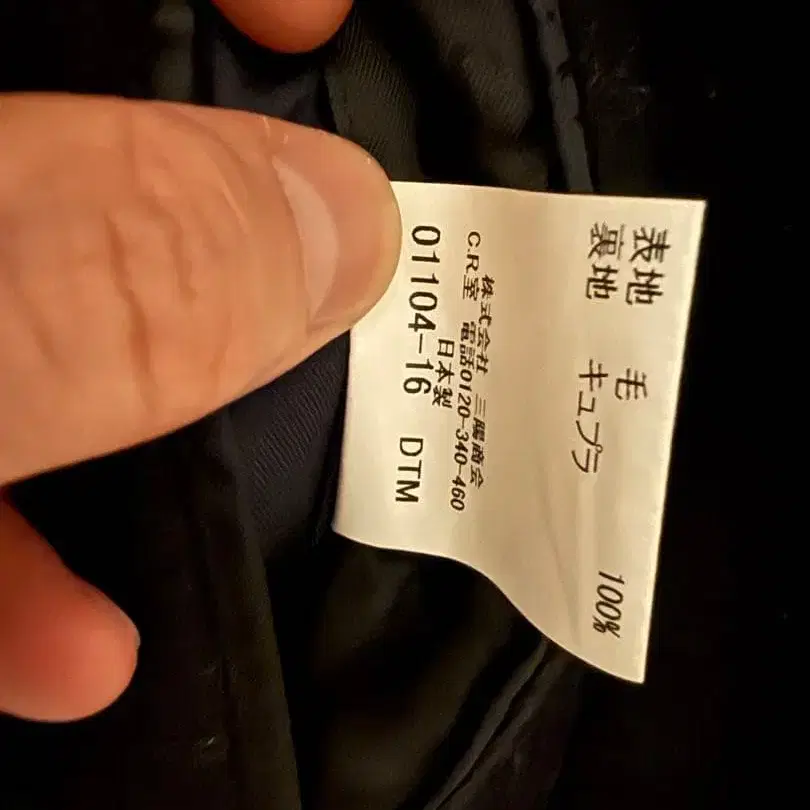 表地 毛 100%
裏地 キュプラ
株式会社 三陽商会
C.R室 電話0120-340-460
日本製
01104-16 DTM